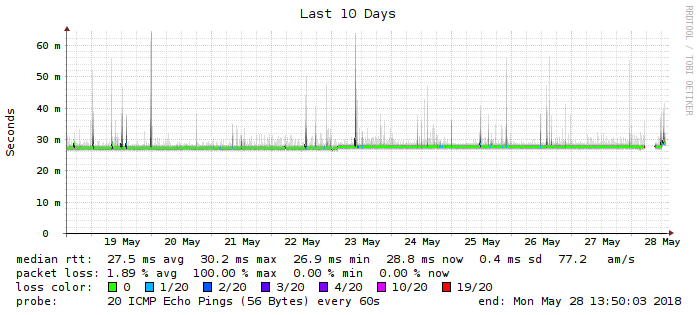 Last 10 Days
RRDTOOL / TOBI OETIKER
Seconds
60 m
50 m
40 m
30 m
20 m
10 m
0
19 May 20 May 21 May 22 May 23 May 24 May 25 May 26 May 27 May 28 May
median rtt: 27.5 ms avg 30.2 ms max 26.9 ms min 28.8 ms now 0.4 ms sd 77.2 am/s
packet loss: 1.89 % avg 100.00 % max 0.00 % min 0.00 % now
loss color: 0 1/20 2/20 3/20 4/20 10/20 19/20
probe: 20 ICMP Echo Pings (56 Bytes) every 60s end: Mon May 28 13:50:03 2018